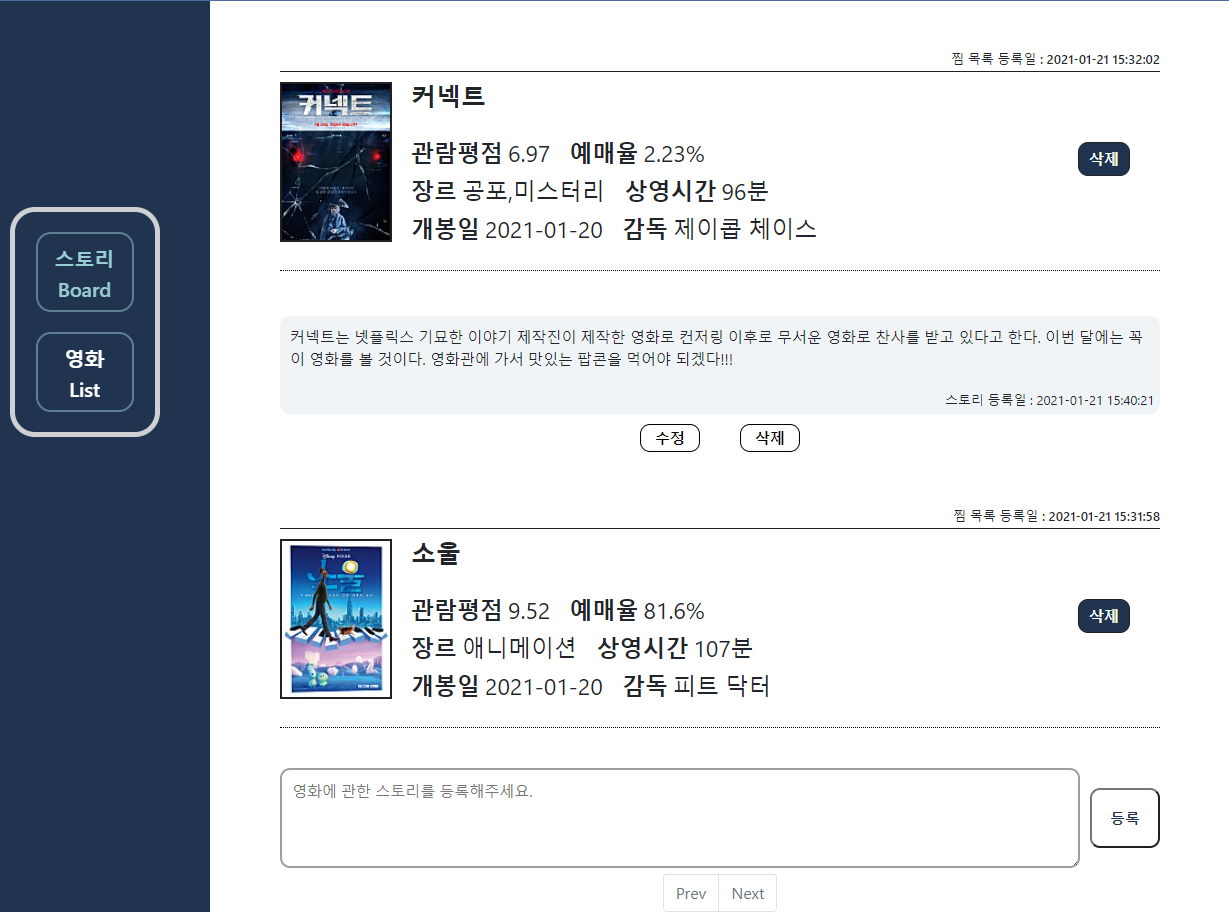 스토리
Board
영화
List
찜 목록 등록일 : 2021-01-21 15:32:02
커넥트
커넥트
관람평점 6.97 예매율 2.23%
장르 공포,미스터리 상영시간 96분
개봉일 2021-01-20 감독 제이콥 체이스
삭제
커넥트는 넷플릭스 기묘한 이야기 제작진이 제작한 영화로 컨저링 이후로 무서운 영화로 찬사를 받고 있다고 한다. 이번 달에는 꼭
이 영화를 볼 것이다. 영화관에 가서 맛있는 팝콘을 먹어야 되겠다!!!
스토리 등록일 : 2021-01-21 15:40:21
수정 삭제
찜 목록 등록일 : 2021-01-21 15:31:58
Disney PIXAR
소울
소울
관람평점 9.52 예매율 81.6%
장르 애니메이션 상영시간 107분
개봉일 2021-01-20 감독 피트 닥터
삭제
영화에 관한 스토리를 등록해주세요.
등록
Prev Next